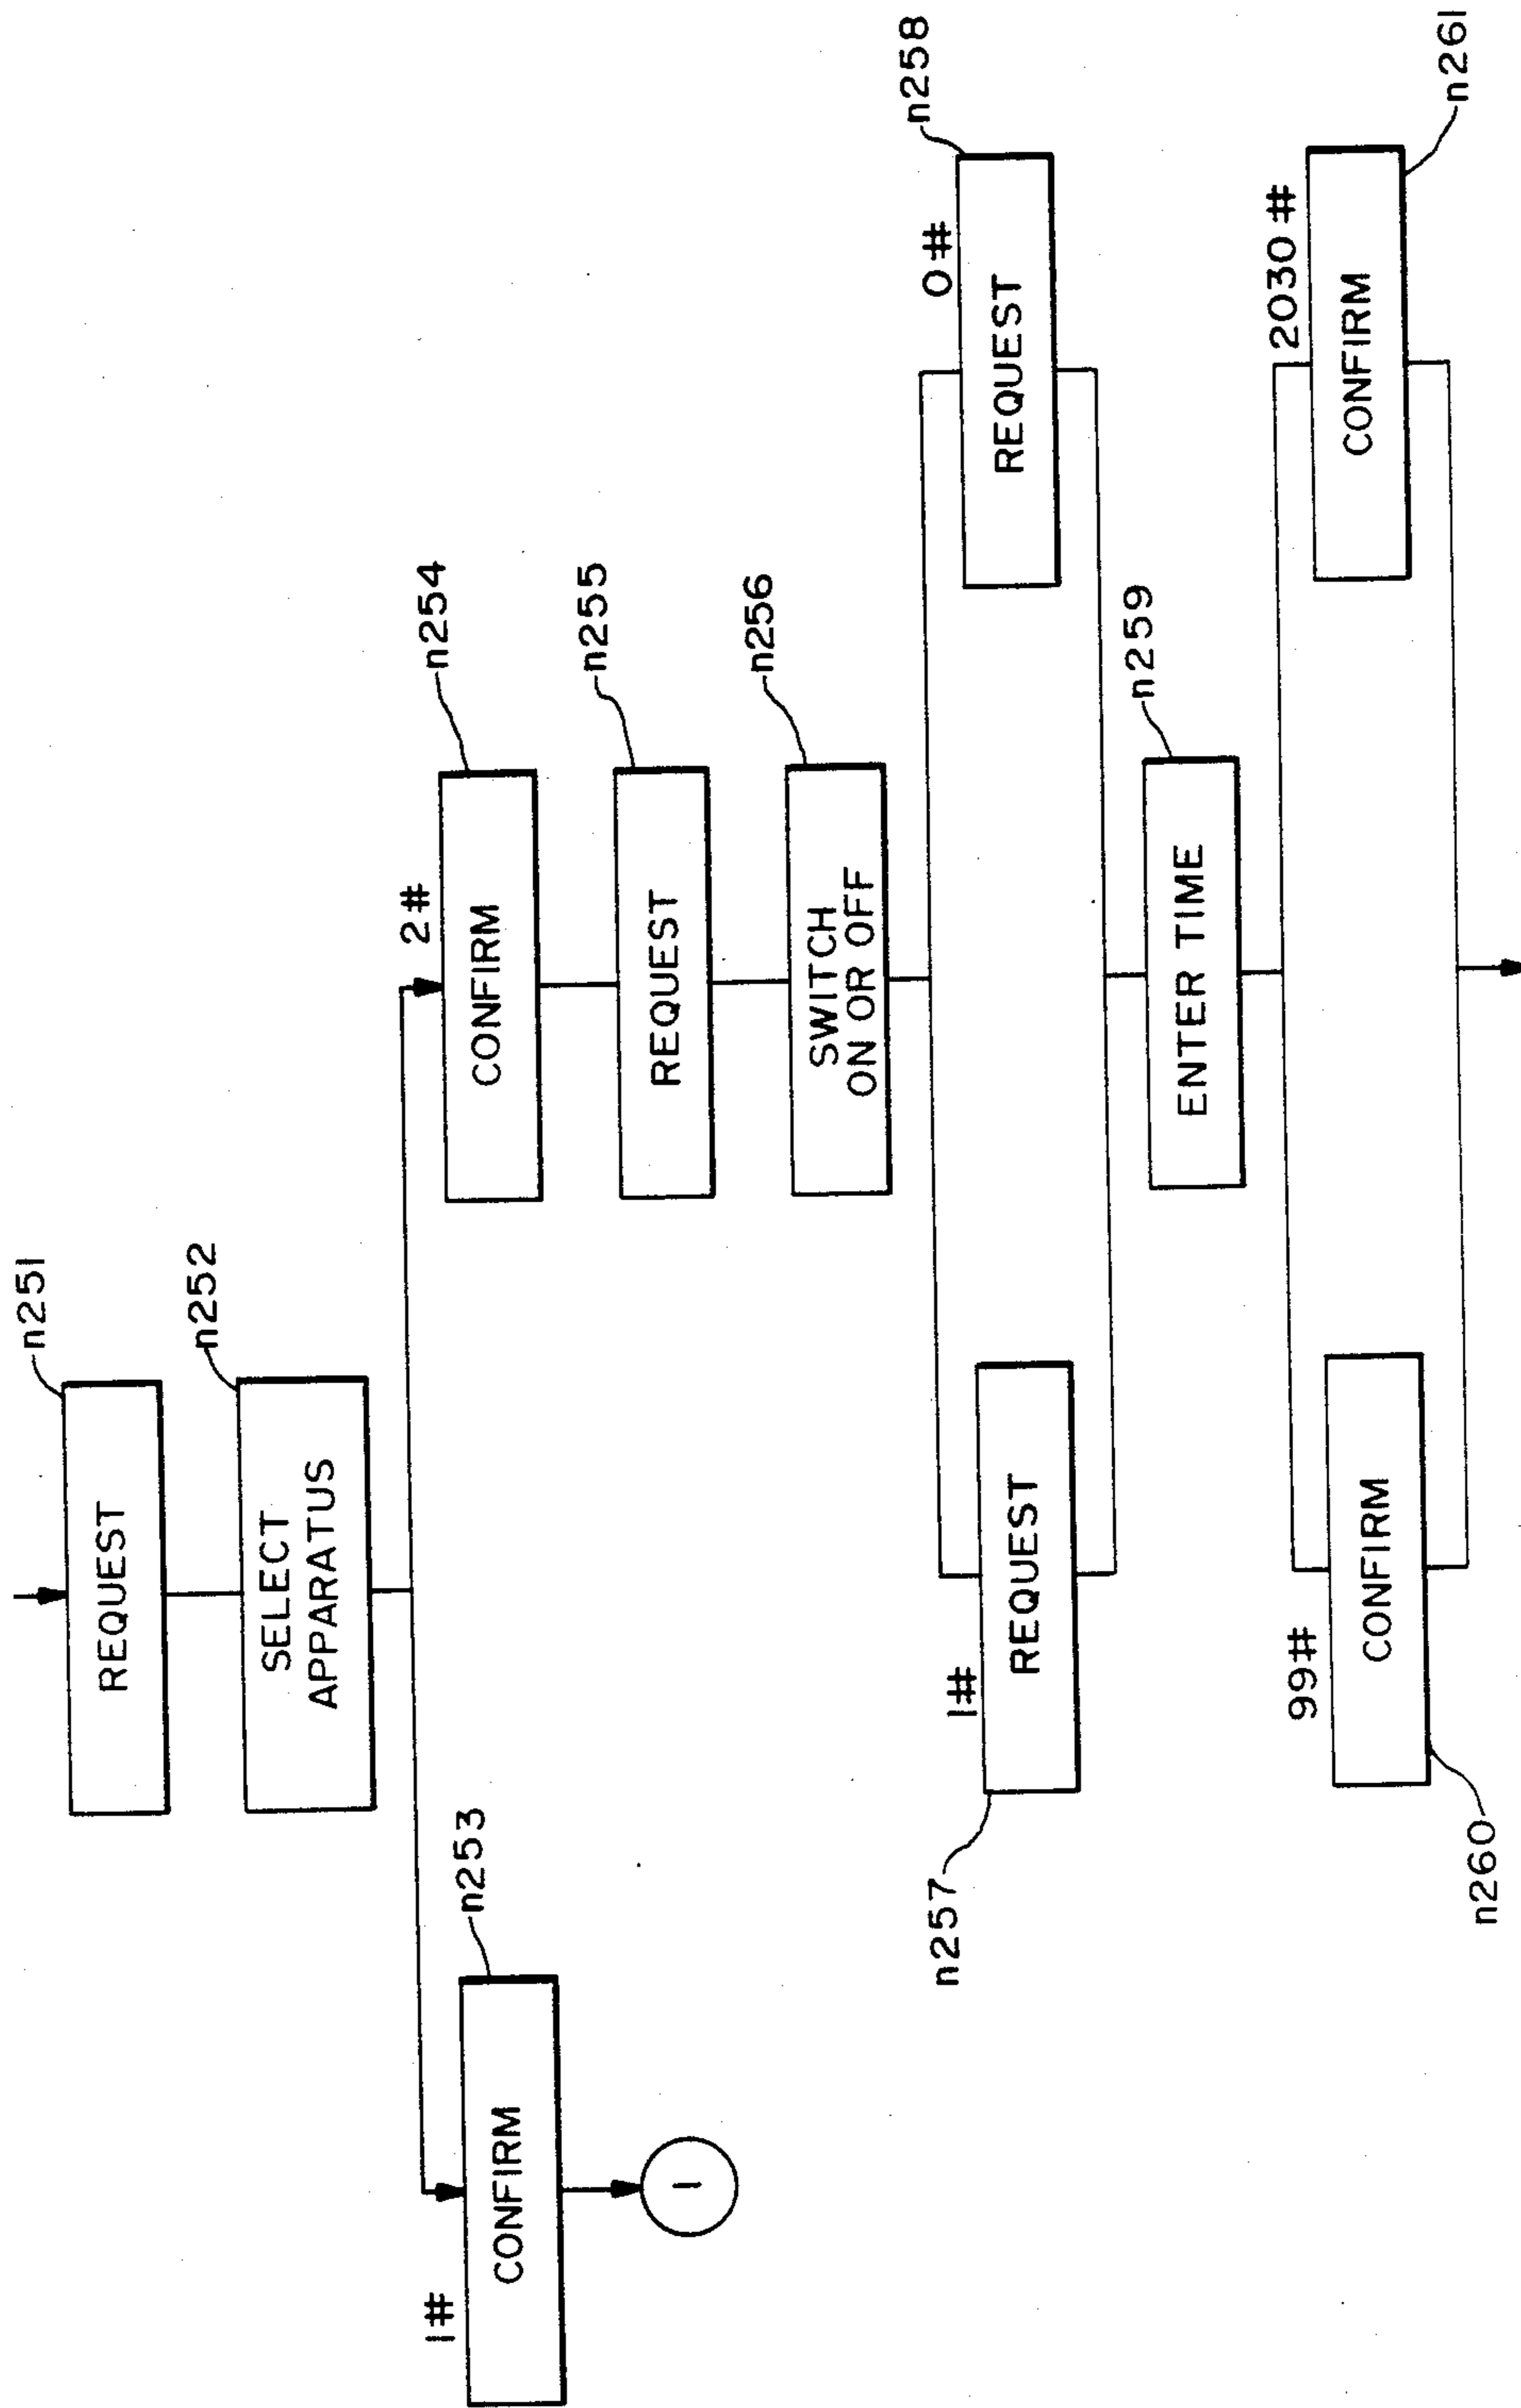 n251
REQUEST
n252
SELECT
APPARATUS
1#
n253
CONFIRM
1
2#
n254
CONFIRM
n255
REQUEST
n256
SWITCH
ON OR OFF
1#
n257
REQUEST
0#
n258
REQUEST
n259
ENTER TIME
99#
n260
CONFIRM
2030#
n261
CONFIRM